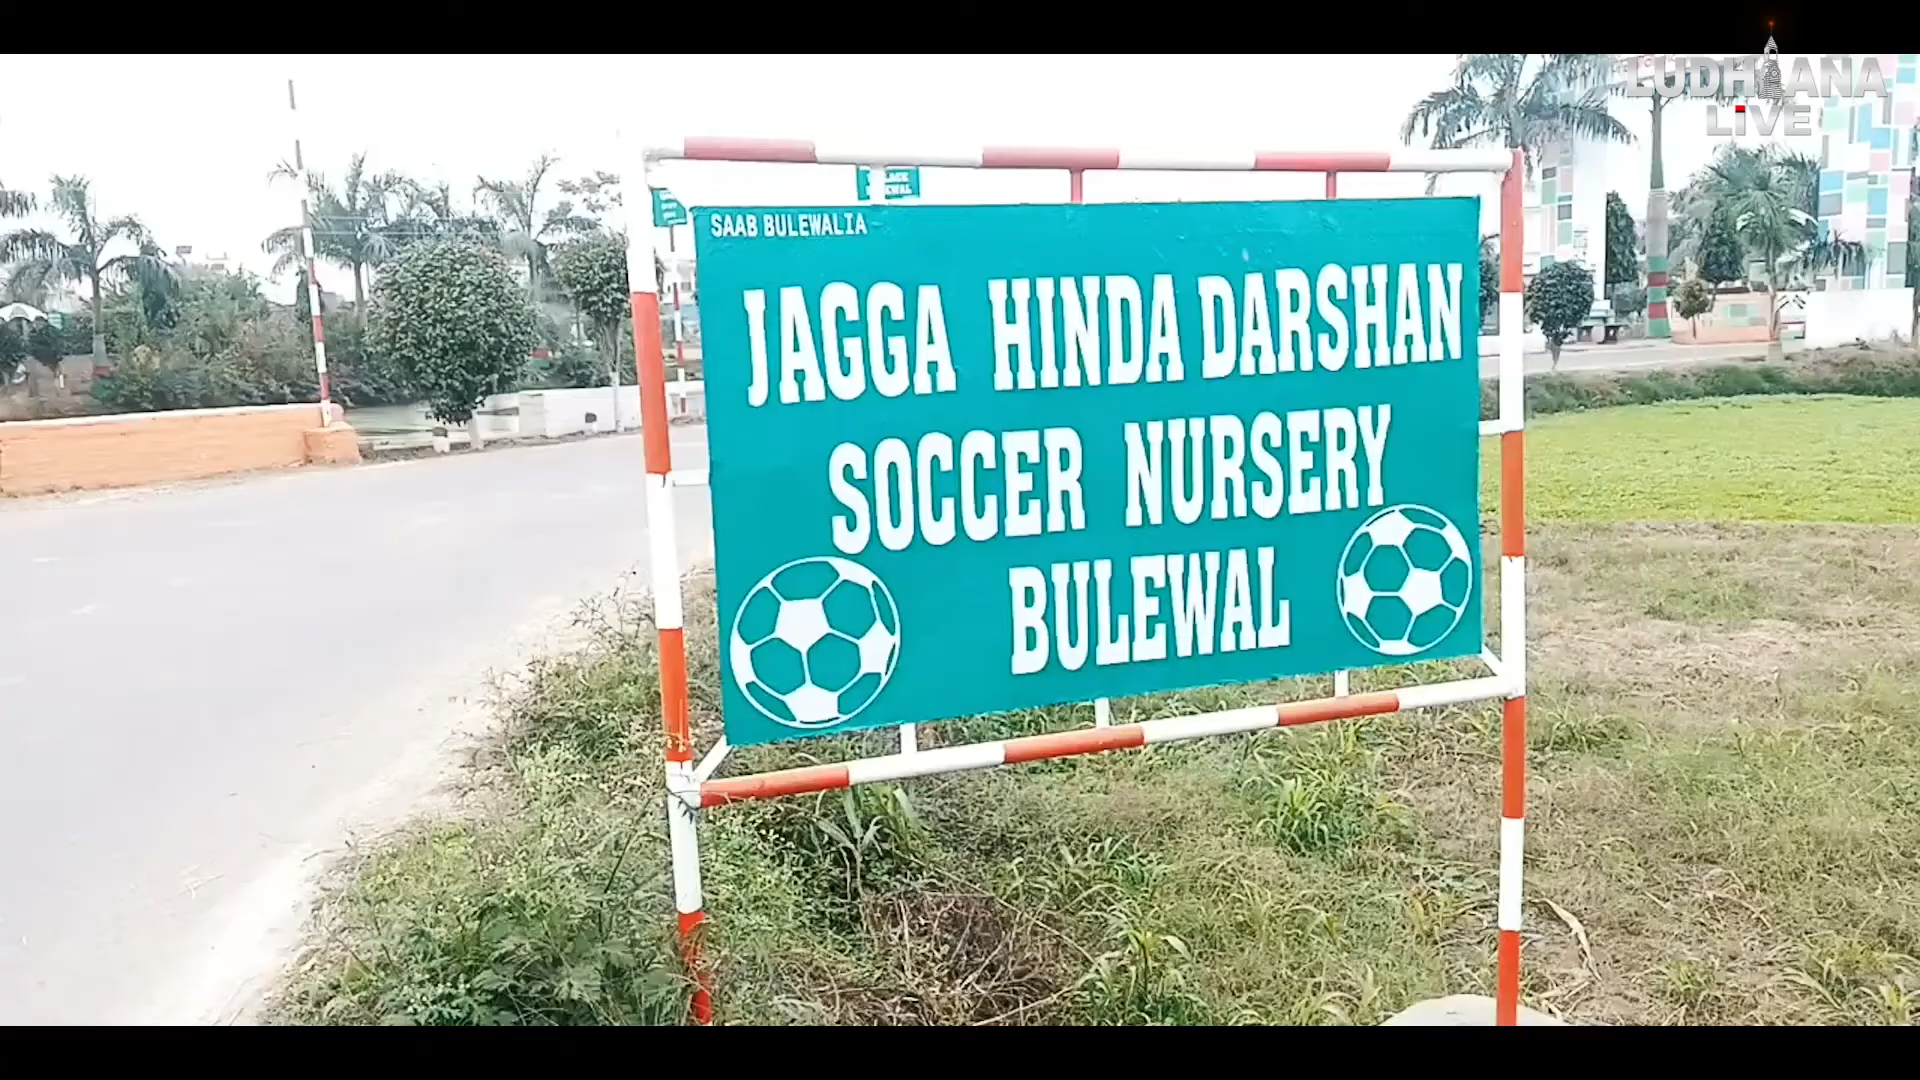 LUDHIANA
LiVE
SAAB BULEWALIA
JAGGA HINDA DARSHAN
SOCCER NURSERY
BULEWAL